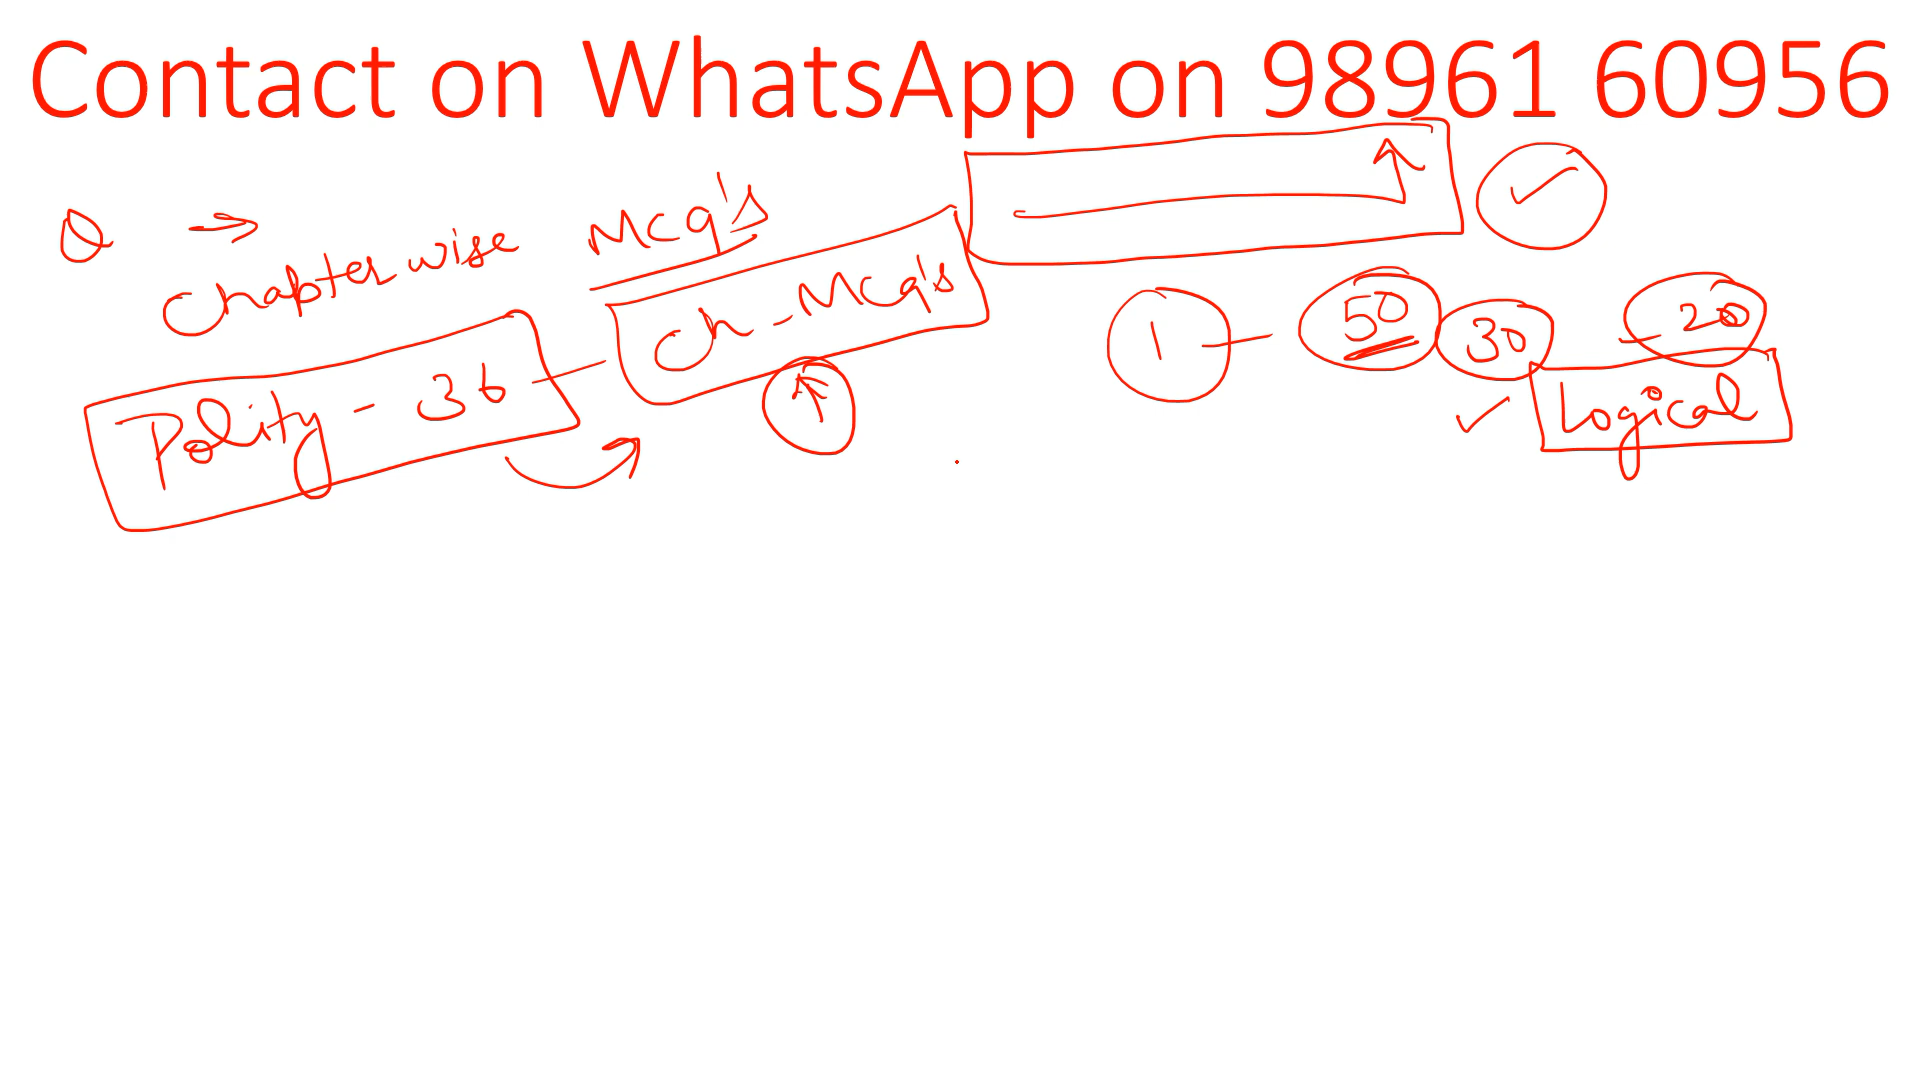 Contact on WhatsApp on 98961 60956
Q → Chapter wise MCQ's
Polity - 36 - Ch - MCQ's
1 - 50 30 - 20
✓ Logical